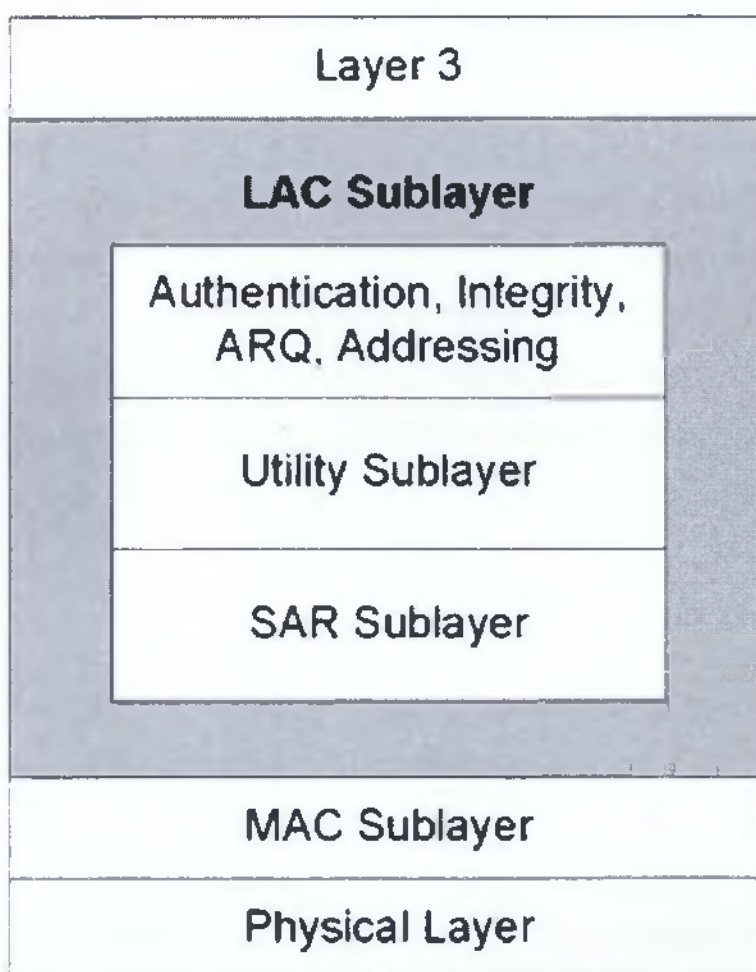 Layer 3
LAC Sublayer
Authentication, Integrity,
ARQ, Addressing
Utility Sublayer
SAR Sublayer
MAC Sublayer
Physical Layer